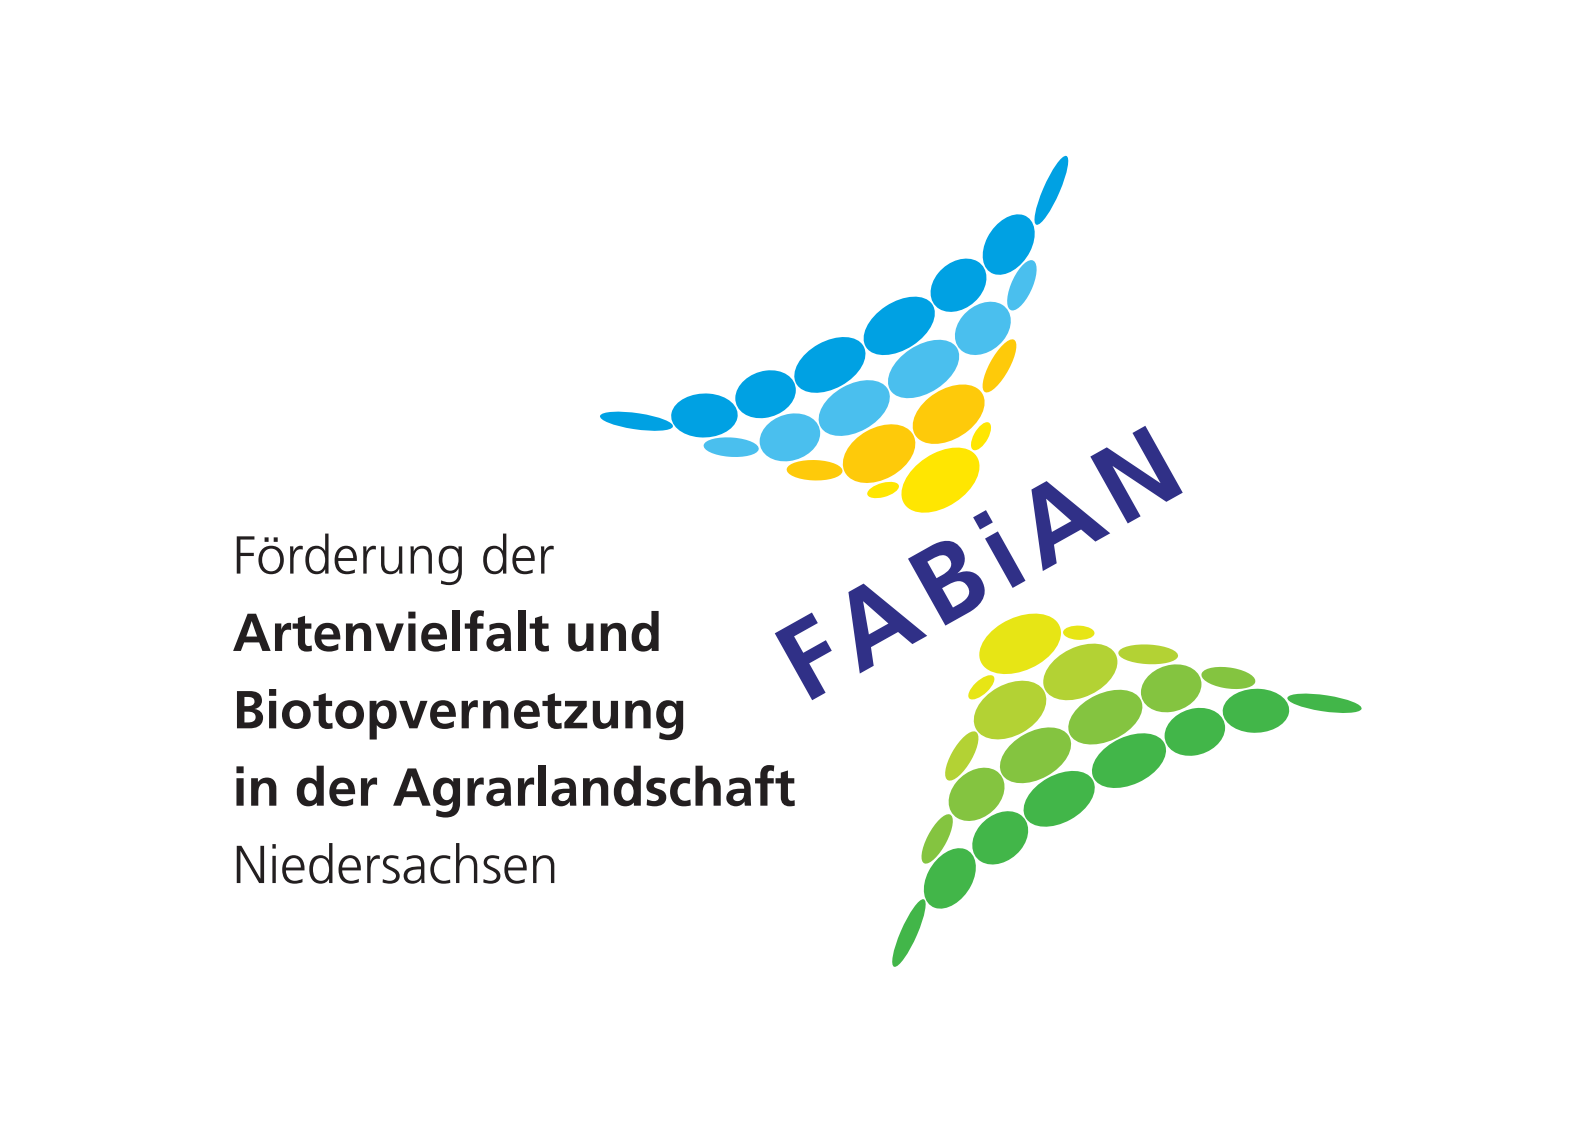 FABiAN
Förderung der
Artenvielfalt und
Biotopvernetzung
in der Agrarlandschaft
Niedersachsen